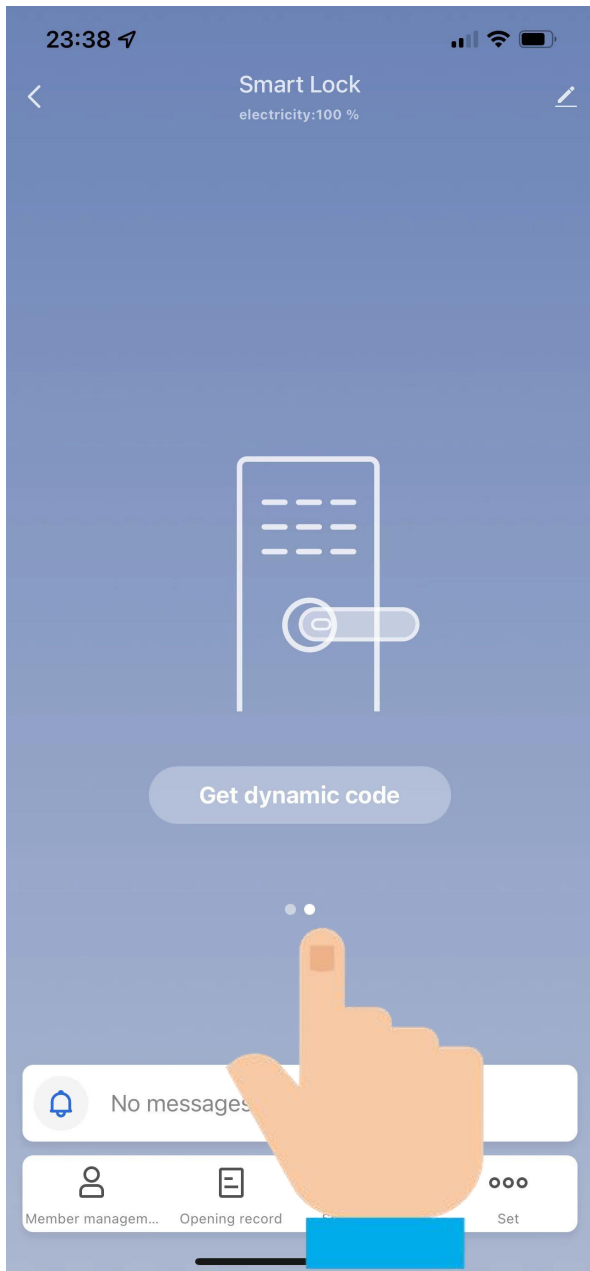 23:38
Smart Lock
electricity:100 %
Get dynamic code
No messages
Member managem...
Opening record
Set